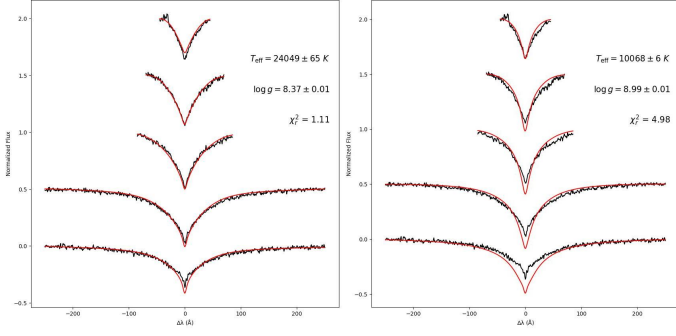 2.0
1.5
1.0
0.5
0.0
−0.5
Normalized Flux
T_eff = 24049 ± 65 K
log g = 8.37 ± 0.01
χ²_r = 1.11
−200 −100 0 100 200
Δλ (Å)
2.0
1.5
1.0
0.5
0.0
−0.5
Normalized Flux
T_eff = 10068 ± 6 K
log g = 8.99 ± 0.01
χ²_r = 4.98
−200 −100 0 100 200
Δλ (Å)